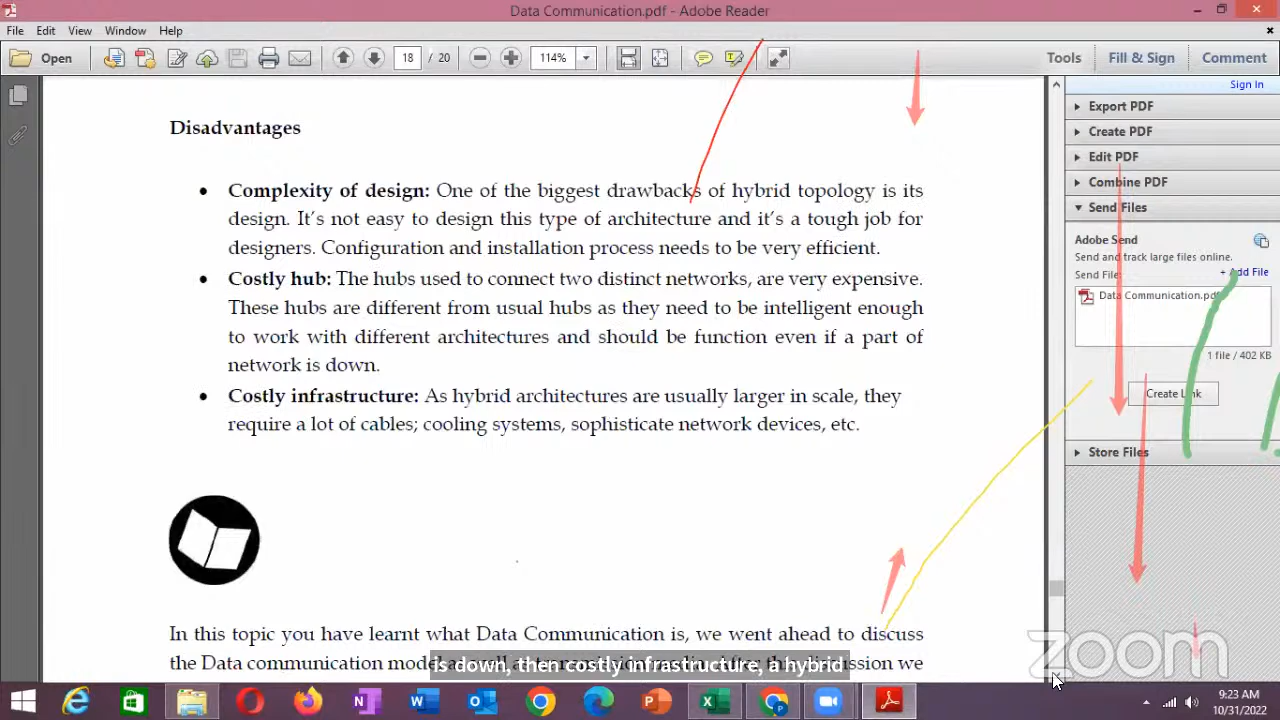 Data Communication.pdf - Adobe Reader
File Edit View Window Help
Open 18 / 20 114% Tools Fill & Sign Comment
Sign In
Export PDF
Create PDF
Edit PDF
Combine PDF
Send Files
Adobe Send
Send and track large files online.
Send File: + Add File
Data Communication.pdf
1 file / 402 KB
Create Link
Store Files
Disadvantages
• Complexity of design: One of the biggest drawbacks of hybrid topology is its
design. It's not easy to design this type of architecture and it's a tough job for
designers. Configuration and installation process needs to be very efficient.
• Costly hub: The hubs used to connect two distinct networks, are very expensive.
These hubs are different from usual hubs as they need to be intelligent enough
to work with different architectures and should be function even if a part of
network is down.
• Costly infrastructure: As hybrid architectures are usually larger in scale, they
require a lot of cables; cooling systems, sophisticate network devices, etc.
In this topic you have learnt what Data Communication is, we went ahead to discuss
the Data communication we
is down, then costly infrastructure, a hybrid
zoom
9:23 AM
10/31/2022